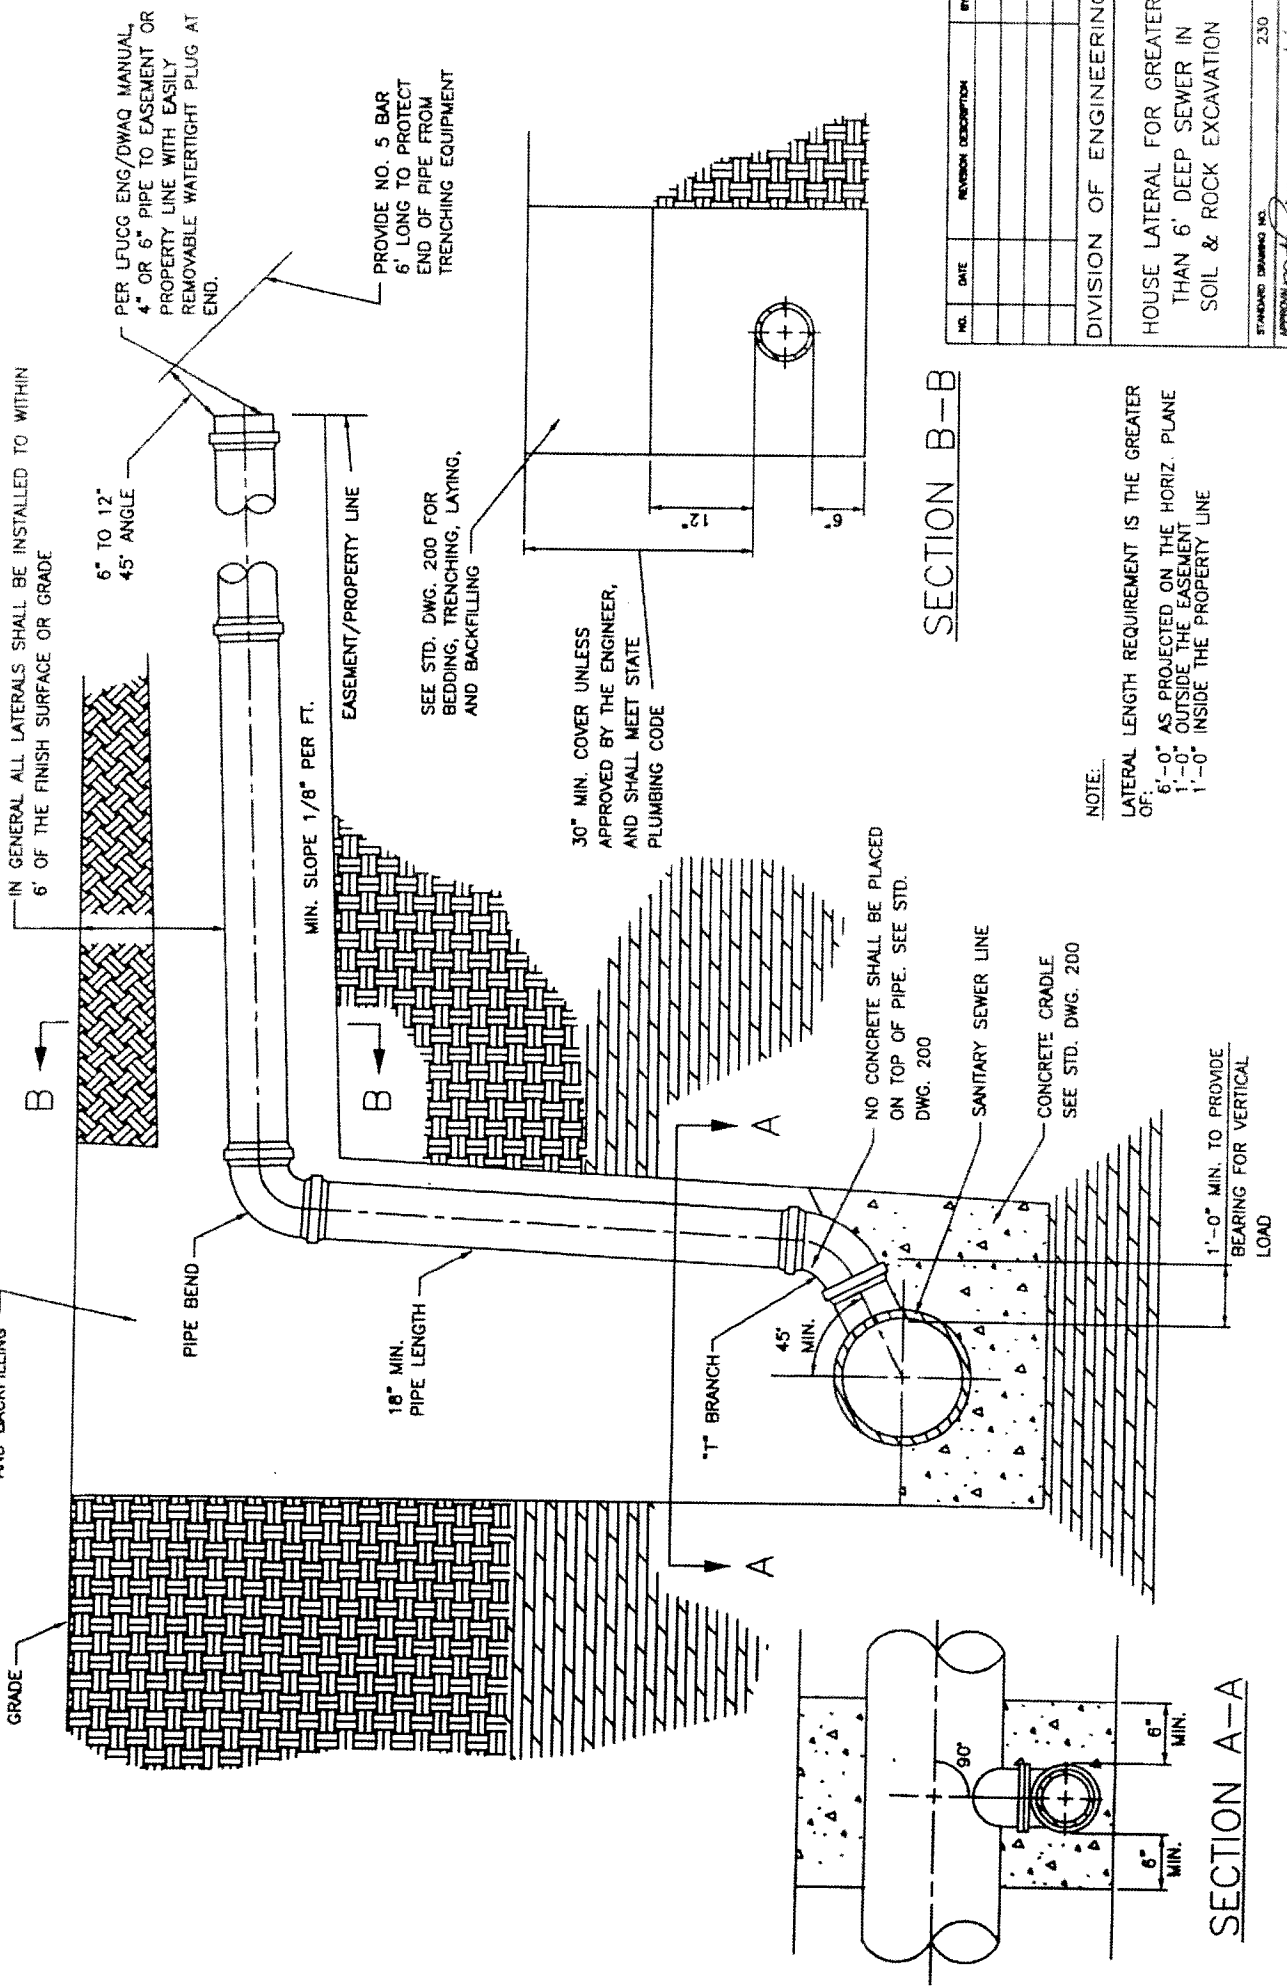 IN GENERAL ALL LATERALS SHALL BE INSTALLED TO WITHIN
6' OF THE FINISH SURFACE OR GRADE
PER LFUCG ENG/DWAQ MANUAL,
4" OR 6" PIPE TO EASEMENT OR
PROPERTY LINE WITH EASILY
REMOVABLE WATERTIGHT PLUG AT
END.
6" TO 12"
45° ANGLE
PROVIDE NO. 5 BAR
6' LONG TO PROTECT
END OF PIPE FROM
TRENCHING EQUIPMENT
EASEMENT/PROPERTY LINE
MIN. SLOPE 1/8" PER FT.
AND BACKFILLING
GRADE
B
B
PIPE BEND
18" MIN.
PIPE LENGTH
SEE STD. DWG. 200 FOR
BEDDING, TRENCHING, LAYING,
AND BACKFILLING
30" MIN. COVER UNLESS
APPROVED BY THE ENGINEER,
AND SHALL MEET STATE
PLUMBING CODE
12"
6"
SECTION B-B
A
A
"T" BRANCH
45°
MIN.
NO CONCRETE SHALL BE PLACED
ON TOP OF PIPE. SEE STD.
DWG. 200
SANITARY SEWER LINE
CONCRETE CRADLE
SEE STD. DWG. 200
1'-0" MIN. TO PROVIDE
BEARING FOR VERTICAL
LOAD
90°
6"
MIN.
6"
MIN.
SECTION A-A
NOTE:
LATERAL LENGTH REQUIREMENT IS THE GREATER
OF:
6'-0" AS PROJECTED ON THE HORIZ. PLANE
1'-0" OUTSIDE THE EASEMENT
1'-0" INSIDE THE PROPERTY LINE
NO. DATE REVISION DESCRIPTION BY
DIVISION OF ENGINEERING
HOUSE LATERAL FOR GREATER
THAN 6' DEEP SEWER IN
SOIL & ROCK EXCAVATION
STANDARD DRAWING NO. 230